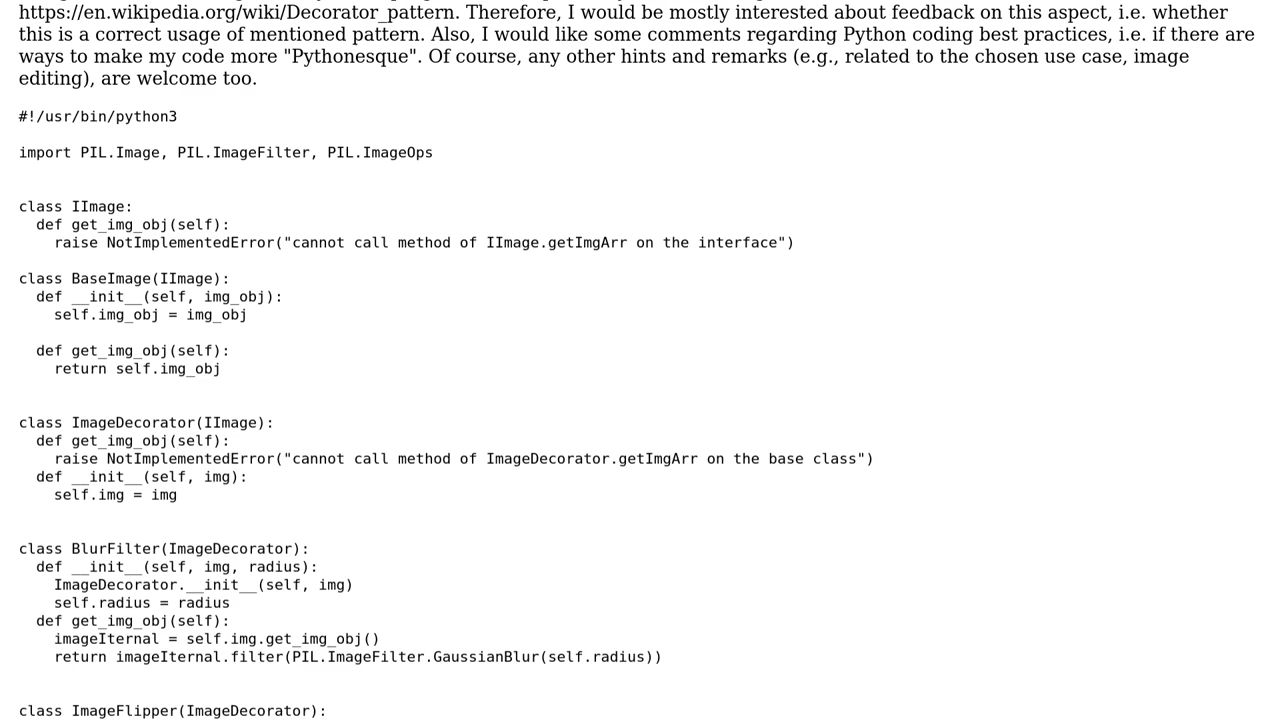 https://en.wikipedia.org/wiki/Decorator_pattern. Therefore, I would be mostly interested about feedback on this aspect, i.e. whether
this is a correct usage of mentioned pattern. Also, I would like some comments regarding Python coding best practices, i.e. if there are
ways to make my code more "Pythonesque". Of course, any other hints and remarks (e.g., related to the chosen use case, image
editing), are welcome too.
#!/usr/bin/python3
import PIL.Image, PIL.ImageFilter, PIL.ImageOps
class IImage:
  def get_img_obj(self):
    raise NotImplementedError("cannot call method of IImage.getImgArr on the interface")
class BaseImage(IImage):
  def __init__(self, img_obj):
    self.img_obj = img_obj
  def get_img_obj(self):
    return self.img_obj
class ImageDecorator(IImage):
  def get_img_obj(self):
    raise NotImplementedError("cannot call method of ImageDecorator.getImgArr on the base class")
  def __init__(self, img):
    self.img = img
class BlurFilter(ImageDecorator):
  def __init__(self, img, radius):
    ImageDecorator.__init__(self, img)
    self.radius = radius
  def get_img_obj(self):
    imageIternal = self.img.get_img_obj()
    return imageIternal.filter(PIL.ImageFilter.GaussianBlur(self.radius))
class ImageFlipper(ImageDecorator):